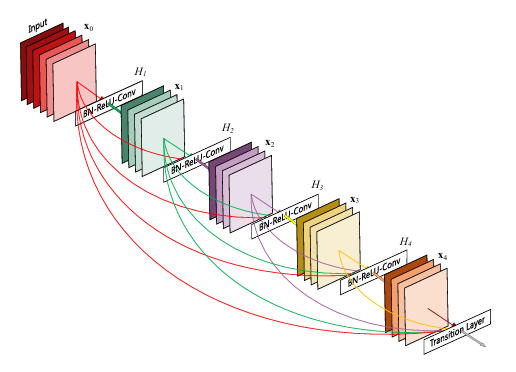 Input
x₀
H₁
BN-ReLU-Conv
x₁
H₂
BN-ReLU-Conv
x₂
H₃
BN-ReLU-Conv
x₃
H₄
BN-ReLU-Conv
x₄
Transition Layer